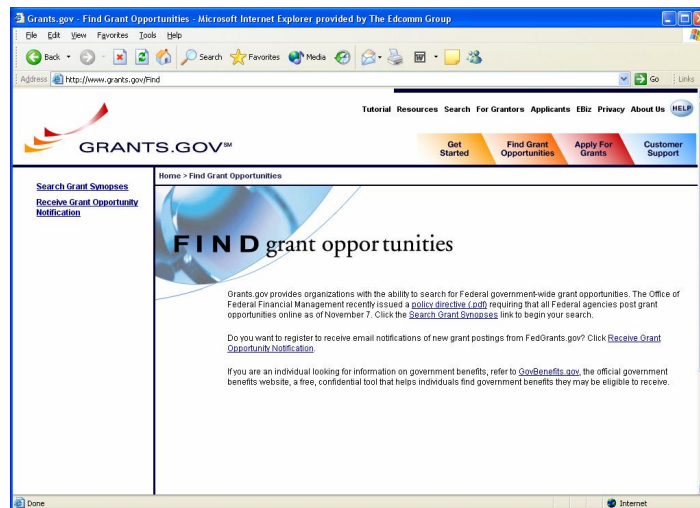 Grants.gov - Find Grant Opportunities - Microsoft Internet Explorer provided by The Edcomm Group
File Edit View Favorites Tools Help
Back Search Favorites Media
Address http://www.grants.gov/Find Go Links
Tutorial Resources Search For Grantors Applicants EBiz Privacy About Us HELP
GRANTS.GOV SM
Get Started
Find Grant Opportunities
Apply For Grants
Customer Support
Home > Find Grant Opportunities
Search Grant Synopses
Receive Grant Opportunity
Notification
FIND grant opportunities
Grants.gov provides organizations with the ability to search for Federal government-wide grant opportunities. The Office of
Federal Financial Management recently issued a policy directive (.pdf) requiring that all Federal agencies post grant
opportunities online as of November 7. Click the Search Grant Synopses link to begin your search.
Do you want to register to receive email notifications of new grant postings from FedGrants.gov? Click Receive Grant
Opportunity Notification.
If you are an individual looking for information on government benefits, refer to GovBenefits.gov, the official government
benefits website, a free, confidential tool that helps individuals find government benefits they may be eligible to receive.
Done Internet